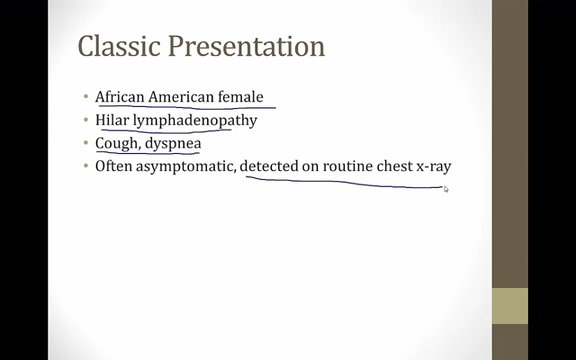 Classic Presentation
• African American female
• Hilar lymphadenopathy
• Cough, dyspnea
• Often asymptomatic, detected on routine chest x-ray